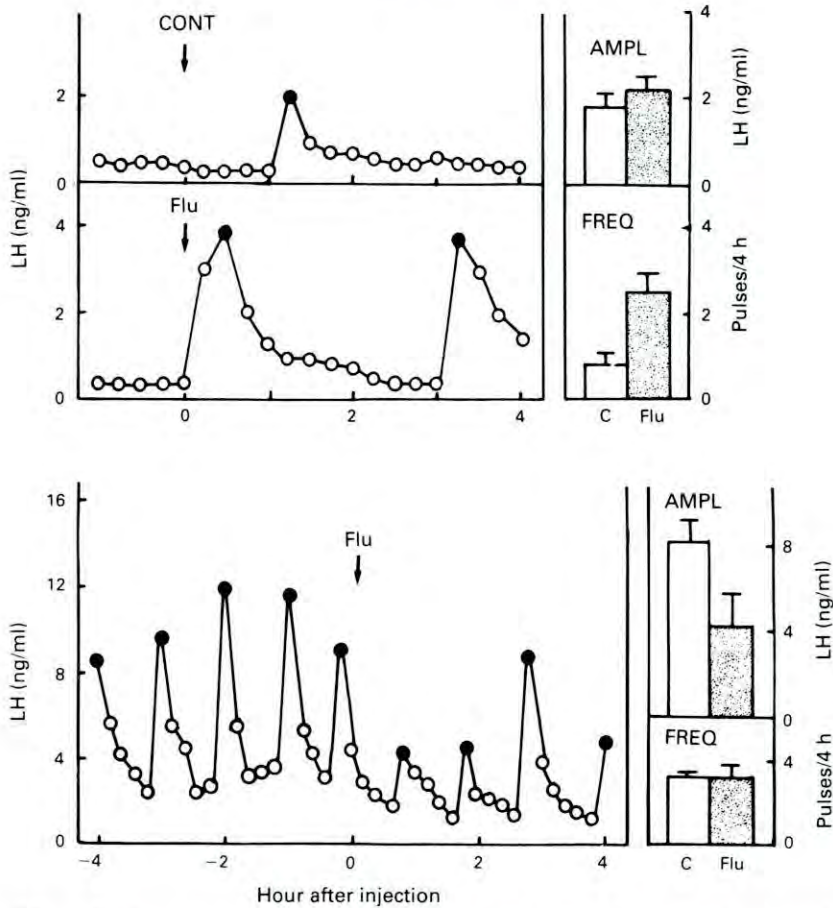 CONT
AMPL
4
2
0
LH (ng/ml)
2
0
LH (ng/ml)
Flu
4
2
0
0 2 4
FREQ
4
2
0
Pulses/4 h
C Flu
16
12
8
4
0
LH (ng/ml)
Flu
−4 −2 0 2 4
Hour after injection
AMPL
8
4
0
LH (ng/ml)
FREQ
4
0
Pulses/4 h
C Flu